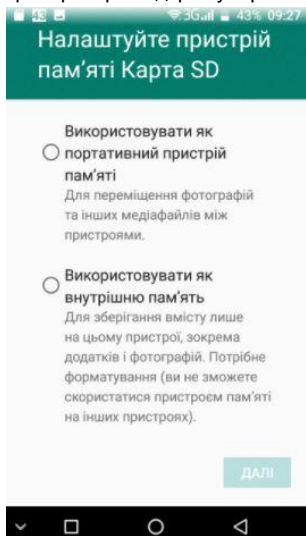 43 3G 43% 09:27
Налаштуйте пристрій
пам’яті Карта SD
Використовувати як
портативний пристрій
пам’яті
Для переміщення фотографій
та інших медіафайлів між
пристроями.
Використовувати як
внутрішню пам’ять
Для зберігання вмісту лише
на цьому пристрої, зокрема
додатків і фотографій. Потрібне
форматування (ви не зможете
скористатися пристроєм пам’яті
на інших пристроях).
ДАЛІ